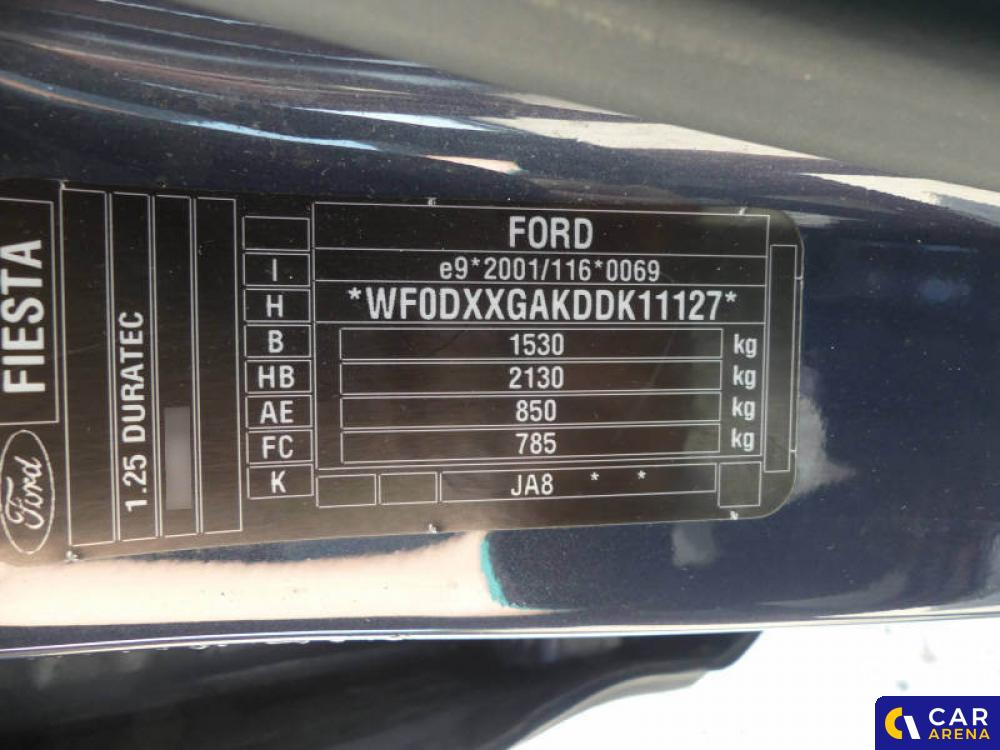 FIESTA
Ford
1.25 DURATEC
FORD
I e9*2001/116*0069
H *WF0DXXGAKDDK11127*
B 1530 kg
HB 2130 kg
AE 850 kg
FC 785 kg
K JA8 * *
CAR
ARENA